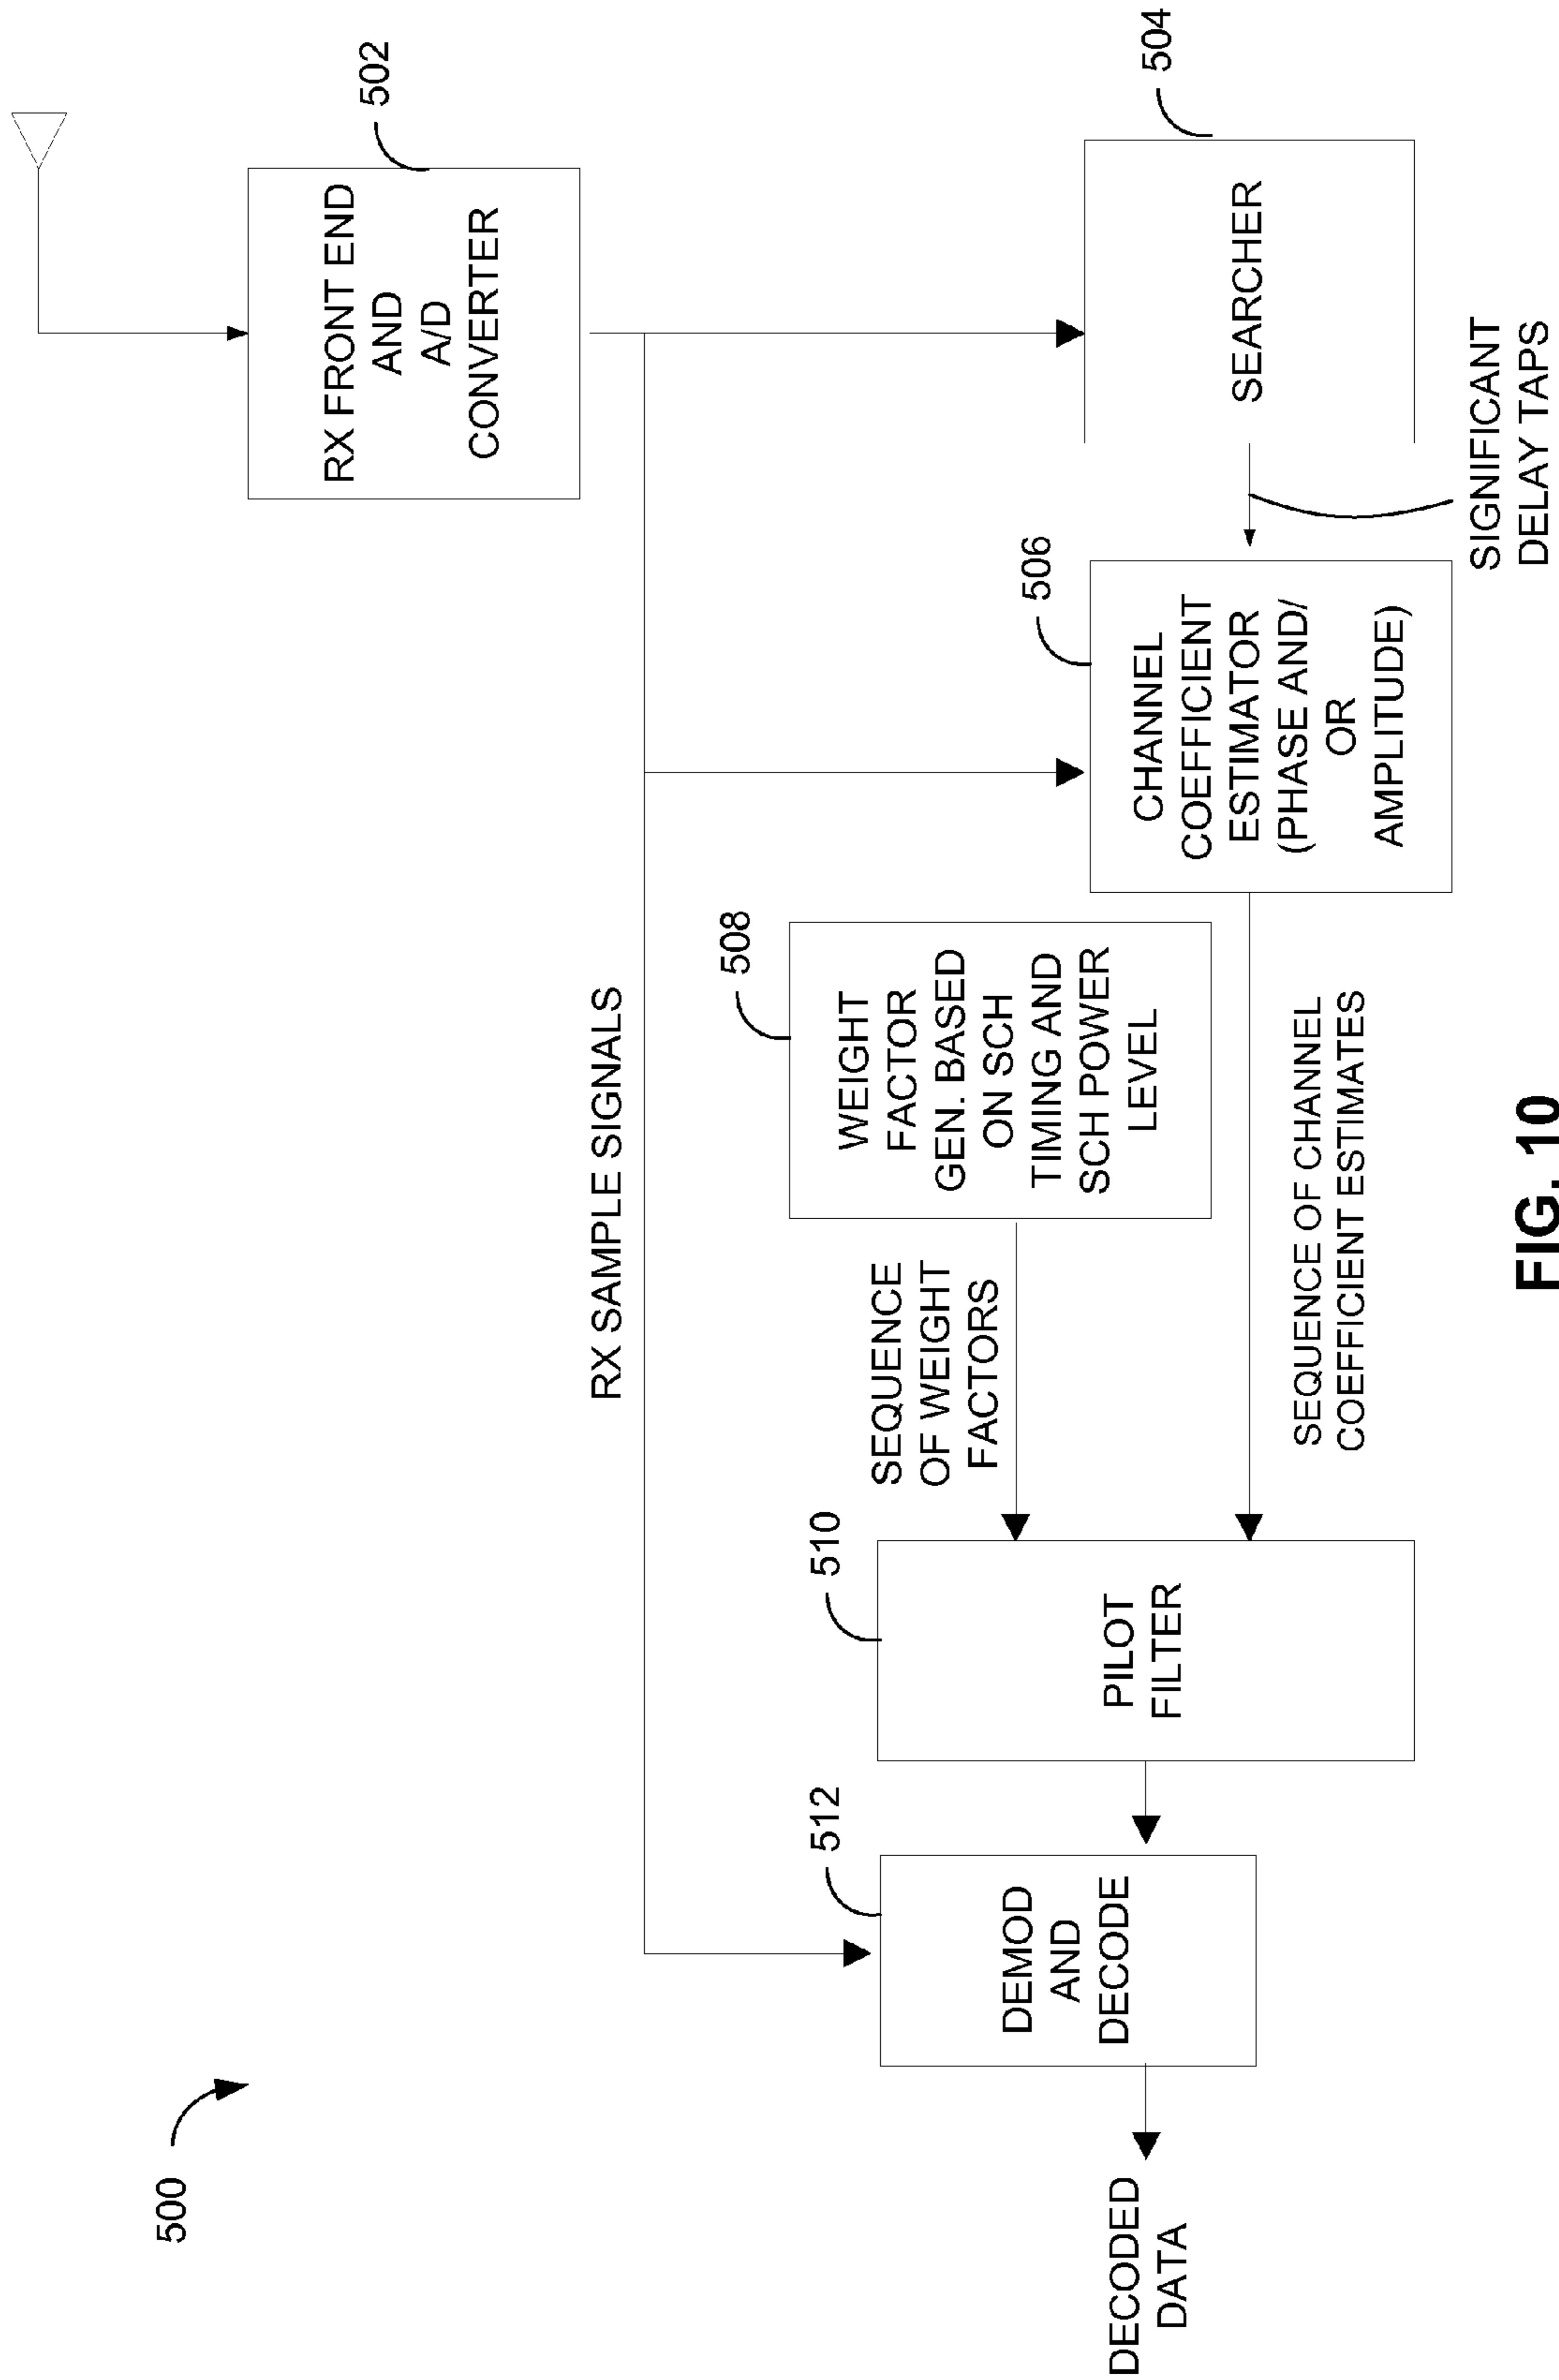 500
RX FRONT END
AND
A/D
CONVERTER
502
RX SAMPLE SIGNALS
DECODED
DATA
DEMOD
AND
DECODE
512
PILOT
FILTER
510
SEQUENCE
OF WEIGHT
FACTORS
WEIGHT
FACTOR
GEN. BASED
ON SCH
TIMING AND
SCH POWER
LEVEL
508
SEQUENCE OF CHANNEL
COEFFICIENT ESTIMATES
CHANNEL
COEFFICIENT
ESTIMATOR
(PHASE AND/
OR
AMPLITUDE)
506
SEARCHER
504
SIGNIFICANT
DELAY TAPS
FIG. 10